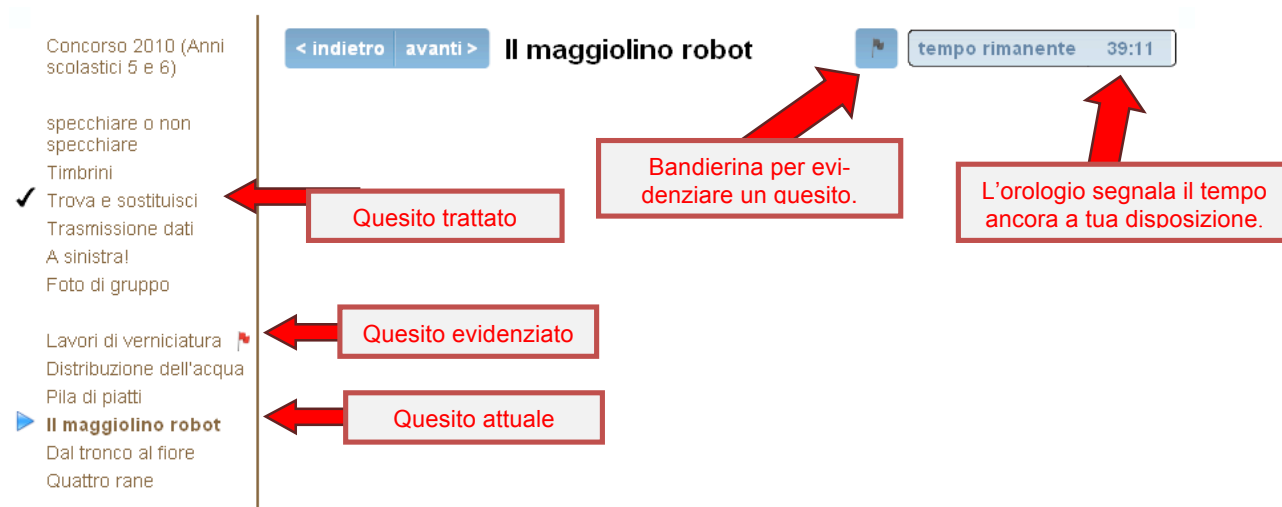 Concorso 2010 (Anni
scolastici 5 e 6)
specchiare o non
specchiare
Timbrini
Trova e sostituisci
Trasmissione dati
A sinistra!
Foto di gruppo
Lavori di verniciatura
Distribuzione dell'acqua
Pila di piatti
Il maggiolino robot
Dal tronco al fiore
Quattro rane
< indietro avanti >
Il maggiolino robot
tempo rimanente 39:11
Bandierina per evi-
denziare un quesito.
L'orologio segnala il tempo
ancora a tua disposizione.
Quesito trattato
Quesito evidenziato
Quesito attuale